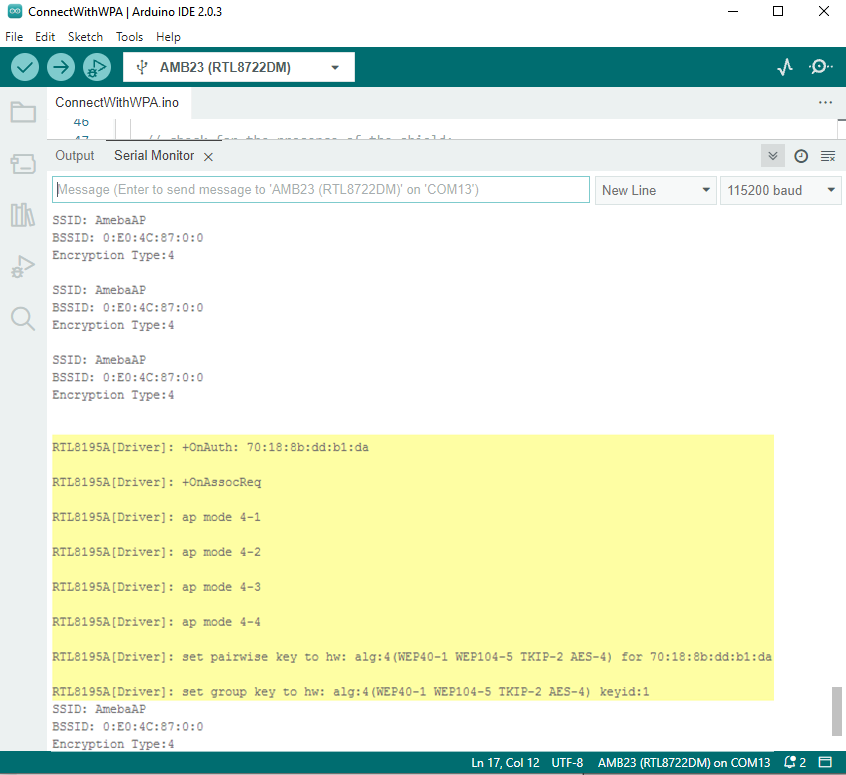 ConnectWithWPA | Arduino IDE 2.0.3
File Edit Sketch Tools Help
AMB23 (RTL8722DM)
ConnectWithWPA.ino
46
47 // check for the presence of the shield:
Output Serial Monitor
Message (Enter to send message to 'AMB23 (RTL8722DM)' on 'COM13') New Line 115200 baud
SSID: AmebaAP
BSSID: 0:E0:4C:87:0:0
Encryption Type:4
SSID: AmebaAP
BSSID: 0:E0:4C:87:0:0
Encryption Type:4
SSID: AmebaAP
BSSID: 0:E0:4C:87:0:0
Encryption Type:4
RTL8195A[Driver]: +OnAuth: 70:18:8b:dd:b1:da
RTL8195A[Driver]: +OnAssocReq
RTL8195A[Driver]: ap mode 4-1
RTL8195A[Driver]: ap mode 4-2
RTL8195A[Driver]: ap mode 4-3
RTL8195A[Driver]: ap mode 4-4
RTL8195A[Driver]: set pairwise key to hw: alg:4(WEP40-1 WEP104-5 TKIP-2 AES-4) for 70:18:8b:dd:b1:da
RTL8195A[Driver]: set group key to hw: alg:4(WEP40-1 WEP104-5 TKIP-2 AES-4) keyid:1
SSID: AmebaAP
BSSID: 0:E0:4C:87:0:0
Encryption Type:4
Ln 17, Col 12 UTF-8 AMB23 (RTL8722DM) on COM13 2